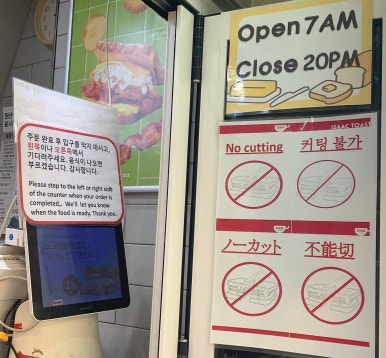 Open 7AM
Close 20PM
주문 완료 후 입구를 막지 마시고,
왼쪽이나 오른쪽에서
기다려주세요. 음식이 나오면
부르겠습니다. 감사합니다.
Please step to the left or right side
of the counter when your order is
completed,. We'll let you know
when the food is ready. Thank you.
ISAAC TOAST
No cutting
커팅 불가
ノーカット
不能切